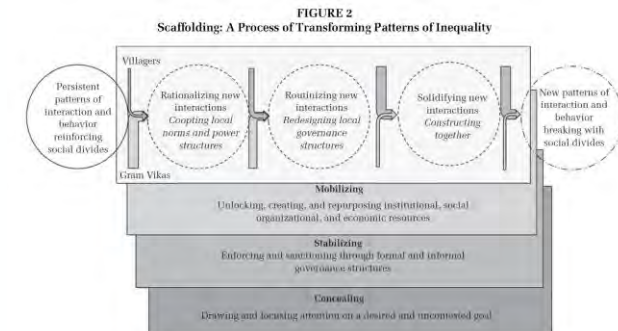 FIGURE 2
Scaffolding: A Process of Transforming Patterns of Inequality
Villagers
Persistent
patterns of
interaction and
behavior
reinforcing
social divides
Rationalizing new
interactions
Coopting local
norms and power
structures
Routinizing new
interactions
Redesigning local
governance
structures
Solidifying new
interactions
Constructing
together
New patterns of
interaction and
behavior
breaking with
social divides
Gram Vikas
Mobilizing
Unlocking, creating, and repurposing institutional, social
organizational, and economic resources
Stabilizing
Enforcing and sanctioning through formal and informal
governance structures
Concealing
Drawing and focusing attention on a desired and uncontested goal